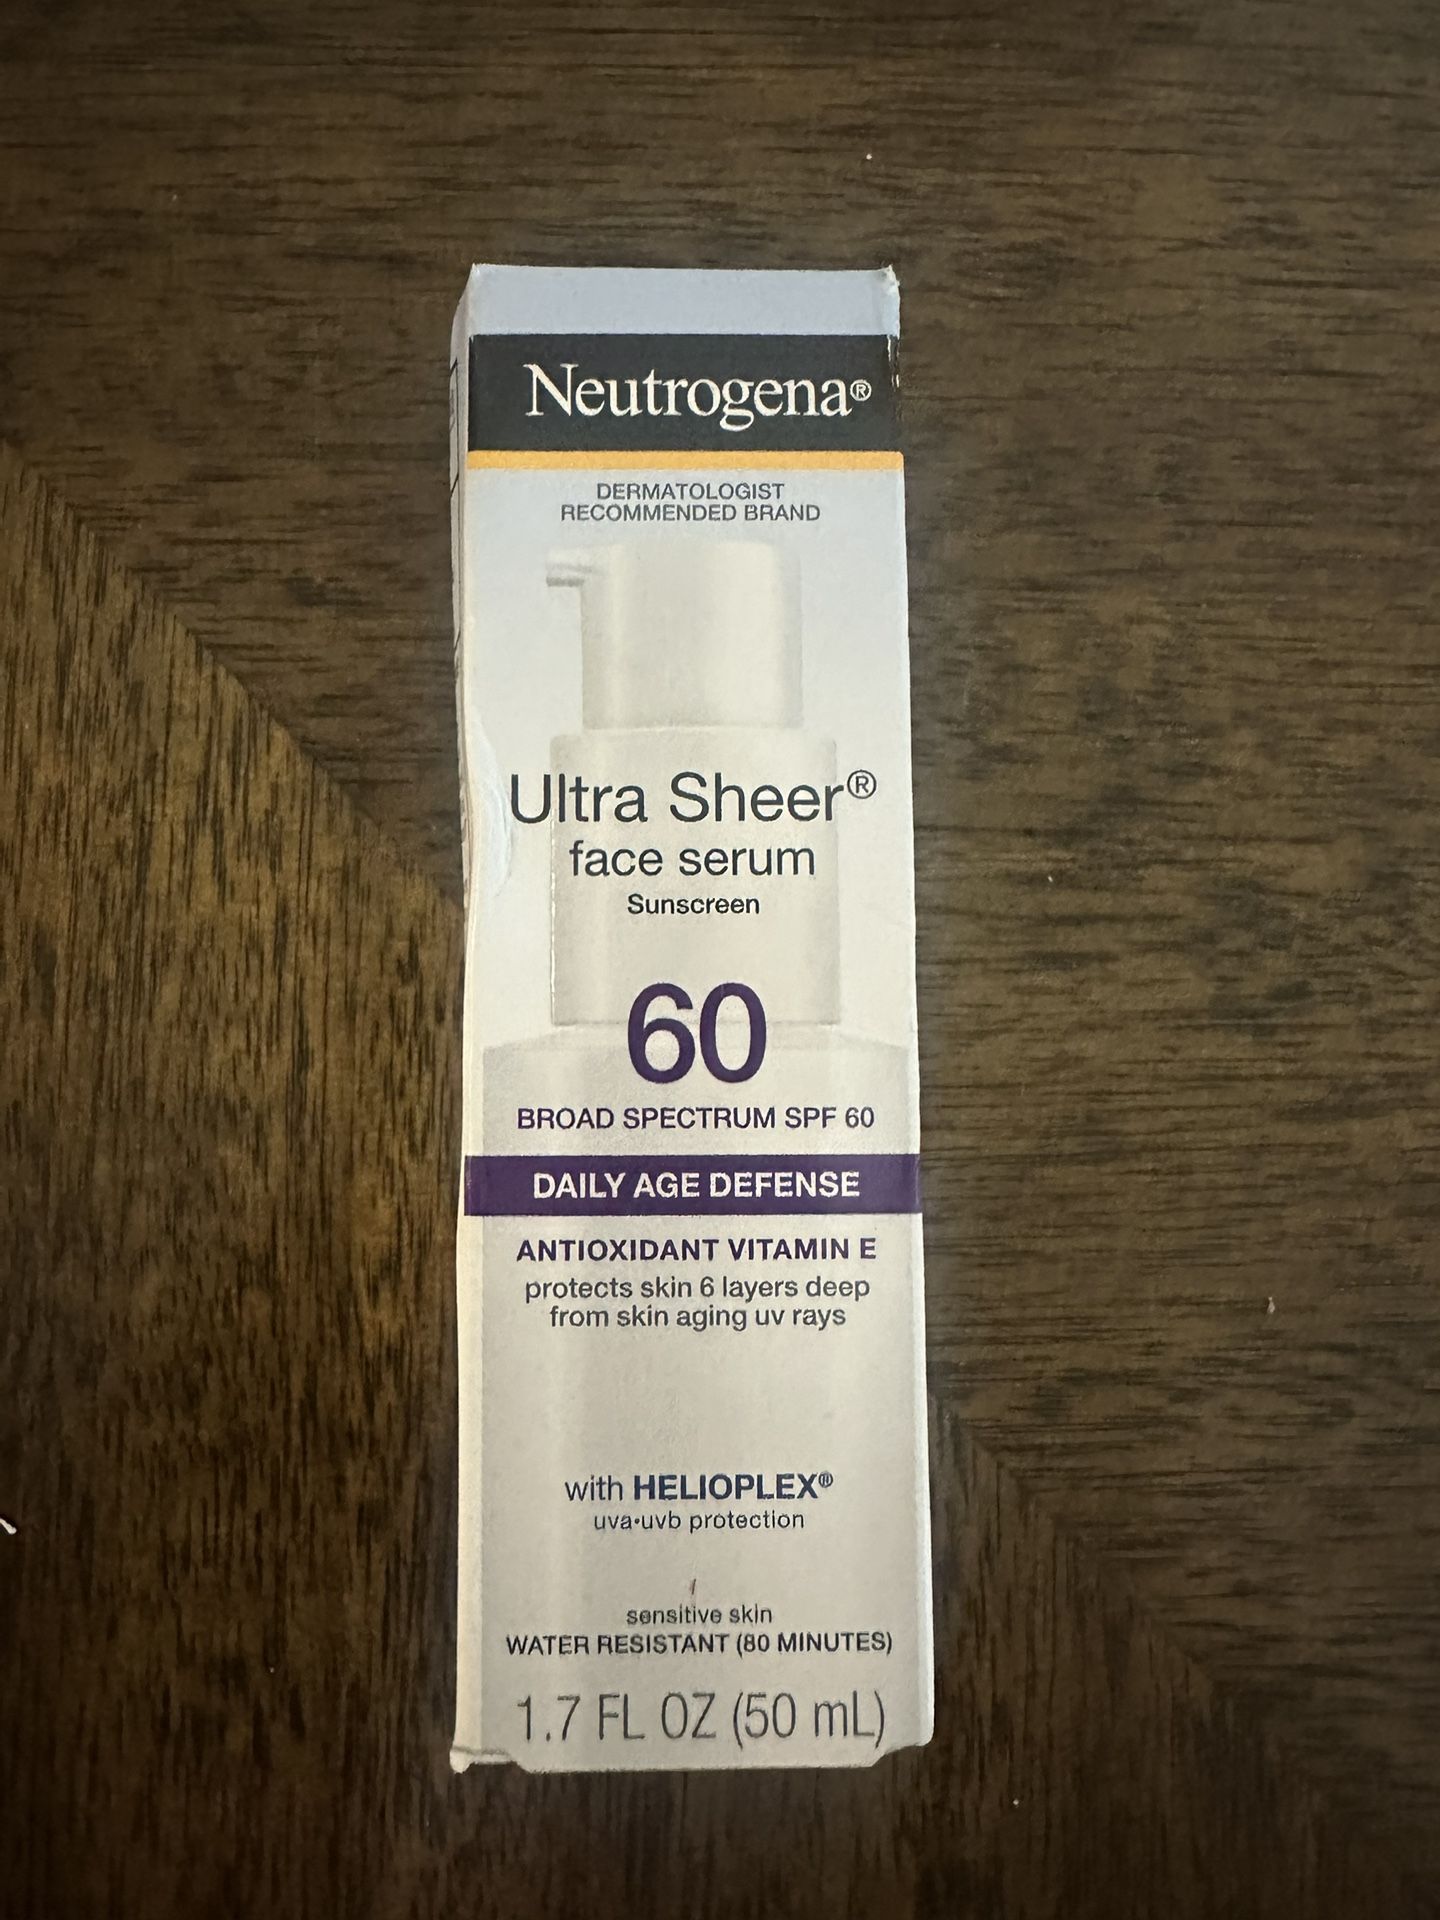 Neutrogena®
DERMATOLOGIST
RECOMMENDED BRAND
Ultra Sheer®
face serum
Sunscreen
60
BROAD SPECTRUM SPF 60
DAILY AGE DEFENSE
ANTIOXIDANT VITAMIN E
protects skin 6 layers deep
from skin aging uv rays
with HELIOPLEX®
uva•uvb protection
sensitive skin
WATER RESISTANT (80 MINUTES)
1.7 FL OZ (50 mL)